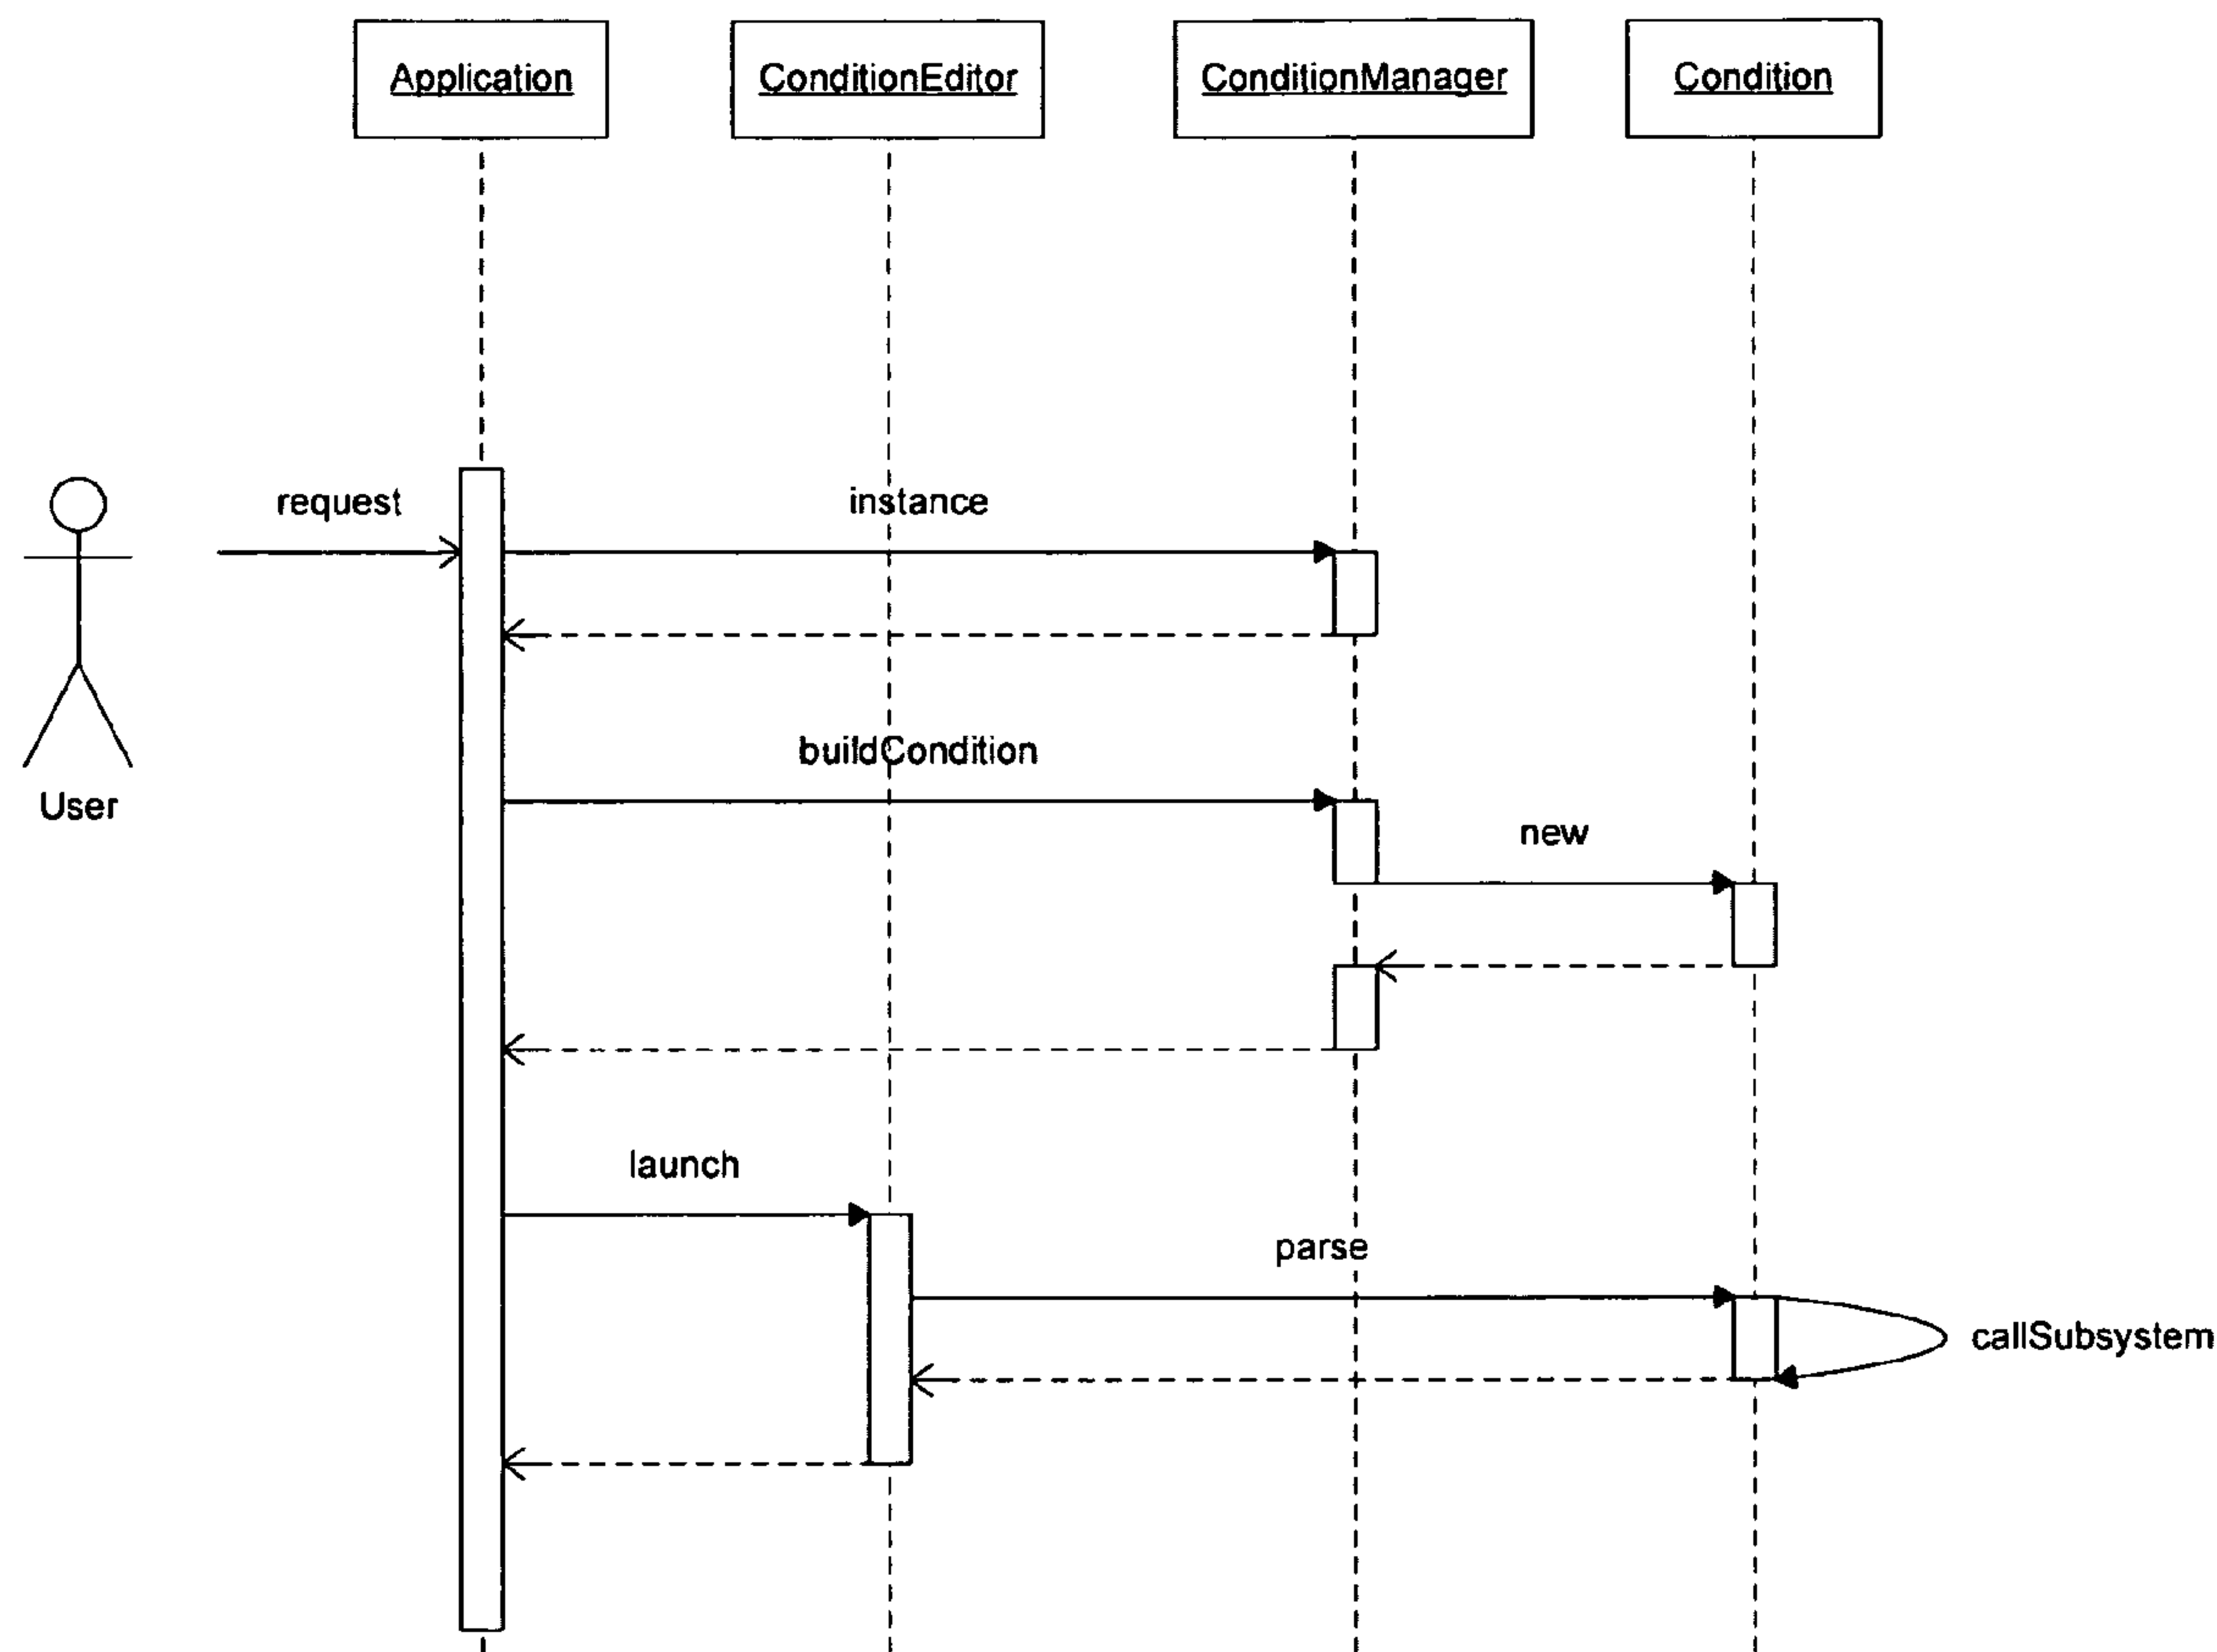 Application
ConditionEditor
ConditionManager
Condition
request
instance
User
buildCondition
new
launch
parse
callSubsystem